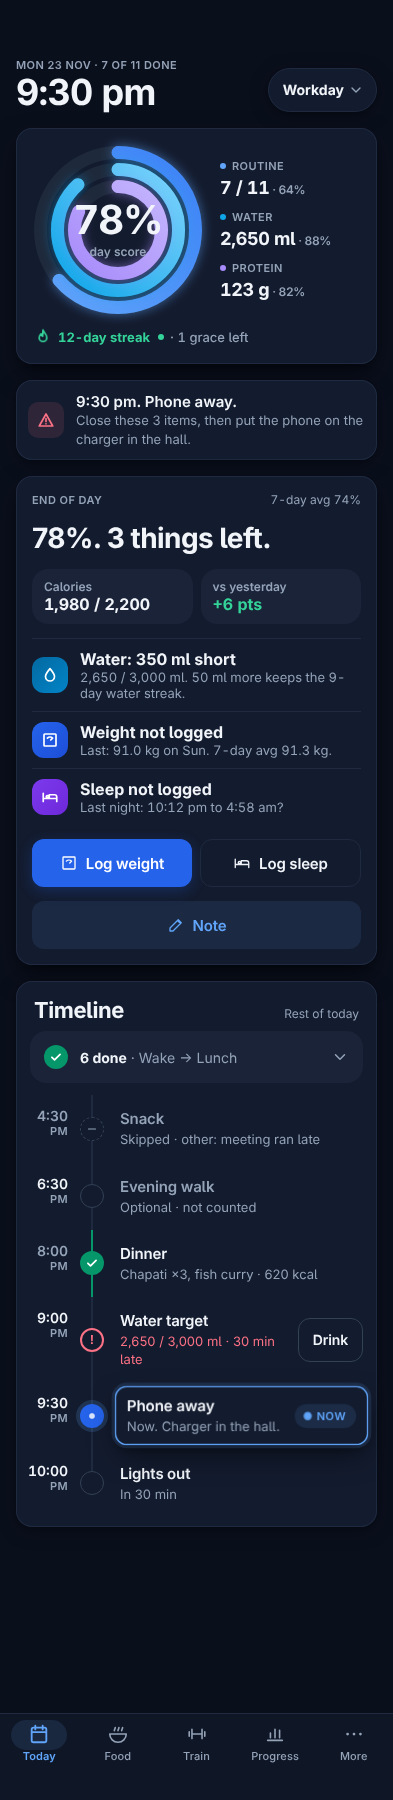 MON 23 NOV · 7 OF 11 DONE
9:30 pm
Workday
78%
day score
ROUTINE
7 / 11 · 64%
WATER
2,650 ml · 88%
PROTEIN
123 g · 82%
12-day streak · 1 grace left
9:30 pm. Phone away.
Close these 3 items, then put the phone on the
charger in the hall.
END OF DAY
7-day avg 74%
78%. 3 things left.
Calories
1,980 / 2,200
vs yesterday
+6 pts
Water: 350 ml short
2,650 / 3,000 ml. 50 ml more keeps the 9-
day water streak.
Weight not logged
Last: 91.0 kg on Sun. 7-day avg 91.3 kg.
Sleep not logged
Last night: 10:12 pm to 4:58 am?
Log weight
Log sleep
Note
Timeline
Rest of today
6 done · Wake → Lunch
4:30
PM
Snack
Skipped · other: meeting ran late
6:30
PM
Evening walk
Optional · not counted
8:00
PM
Dinner
Chapati ×3, fish curry · 620 kcal
9:00
PM
Water target
2,650 / 3,000 ml · 30 min
late
Drink
9:30
PM
Phone away
Now. Charger in the hall.
NOW
10:00
PM
Lights out
In 30 min
Today
Food
Train
Progress
More